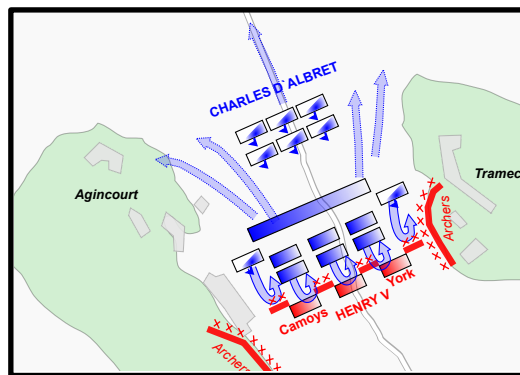 CHARLES D`ALBRET
Agincourt
Tramec
Archers
York
HENRY V
Camoys
Archers